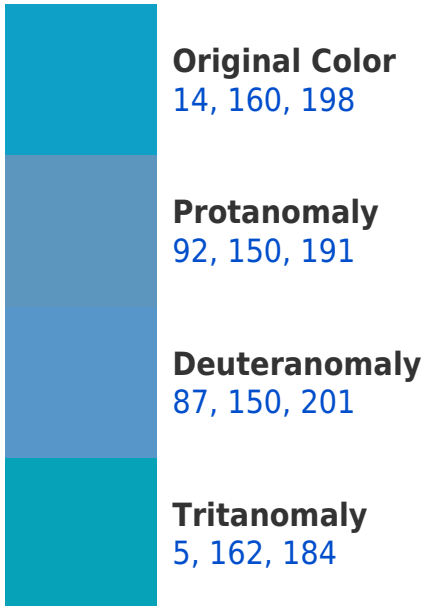 Original Color
14, 160, 198
Protanomaly
92, 150, 191
Deuteranomaly
87, 150, 201
Tritanomaly
5, 162, 184